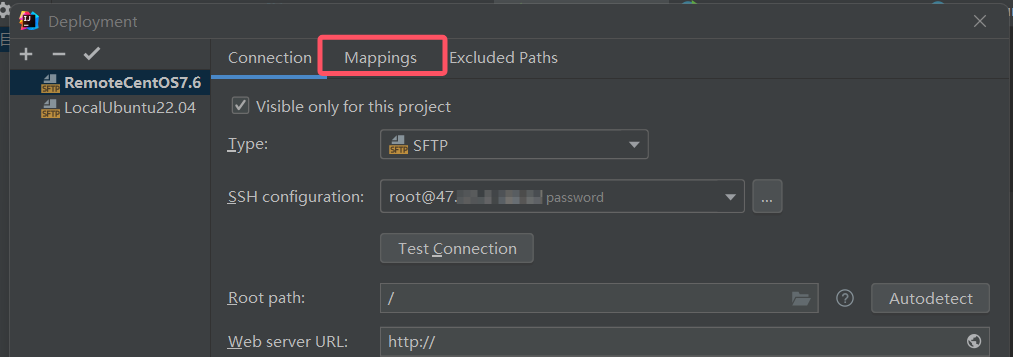 Deployment
Connection Mappings Excluded Paths
RemoteCentOS7.6
LocalUbuntu22.04
Visible only for this project
Type: SFTP
SSH configuration: root@47. password ...
Test Connection
Root path: / Autodetect
Web server URL: http://